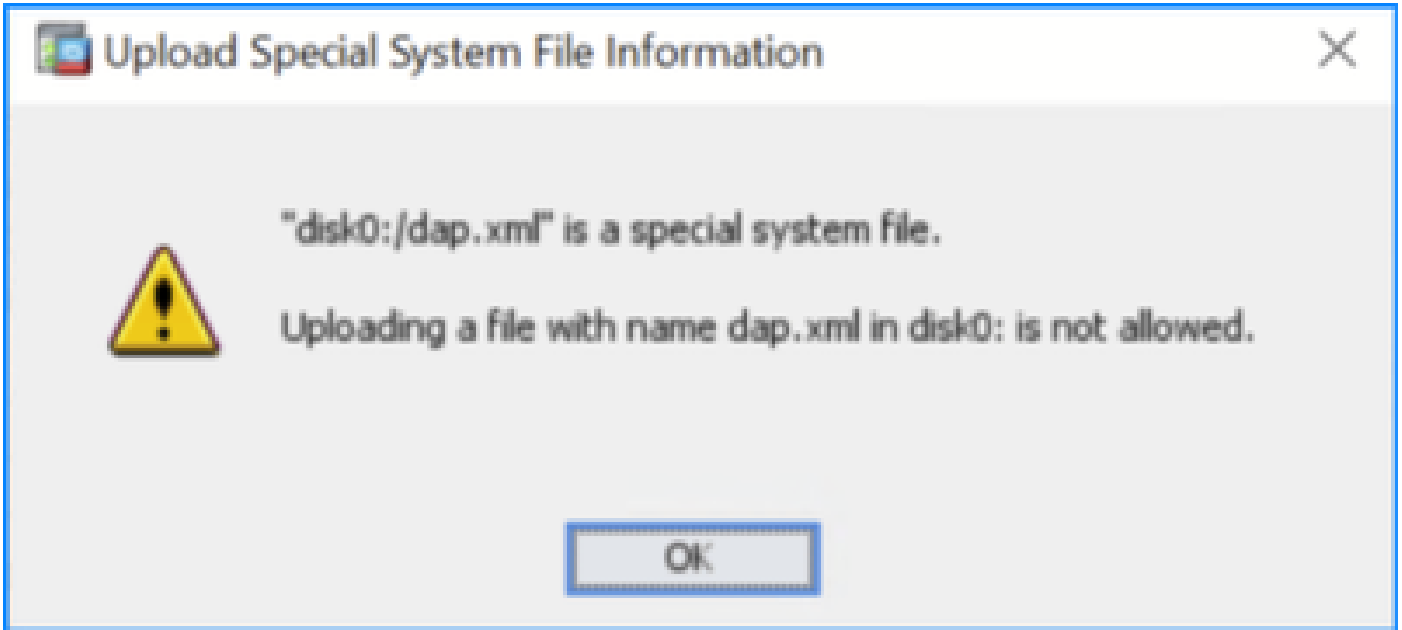 Upload Special System File Information
"disk0:/dap.xml" is a special system file.
Uploading a file with name dap.xml in disk0: is not allowed.
OK